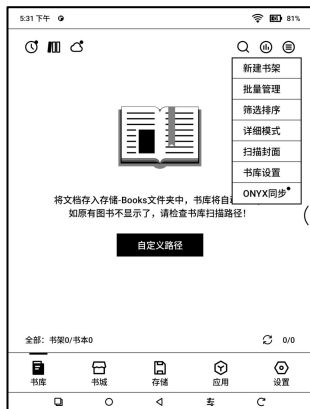 5:31 下午
81%
新建书架
批量管理
筛选排序
详细模式
扫描封面
书库设置
ONYX同步
将文档存入存储-Books文件夹中，书库将自
如原有图书不显示了，请检查书库扫描路径！
自定义路径
全部：书架0/书本0
0/0
书库
书城
存储
应用
设置